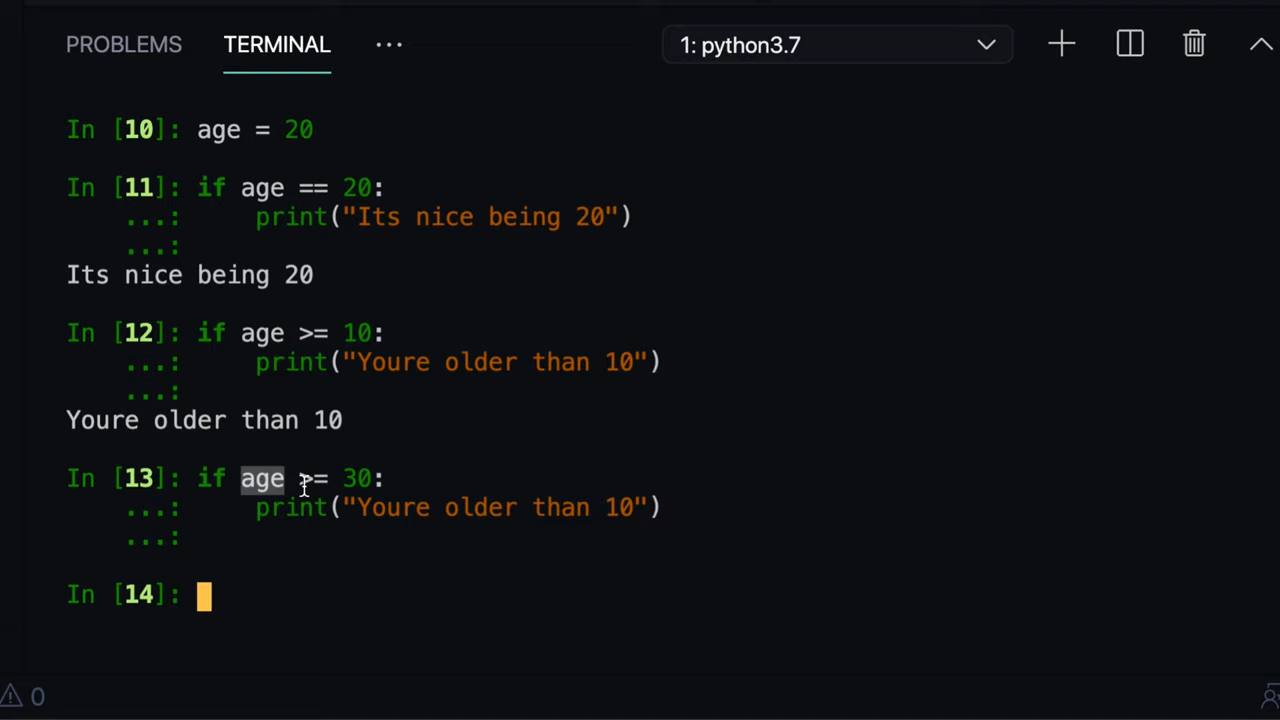 PROBLEMS TERMINAL ... 1: python3.7
In [10]: age = 20
In [11]: if age == 20:
...: print("Its nice being 20")
...:
Its nice being 20
In [12]: if age >= 10:
...: print("Youre older than 10")
...:
Youre older than 10
In [13]: if age >= 30:
...: print("Youre older than 10")
...:
In [14]:
0